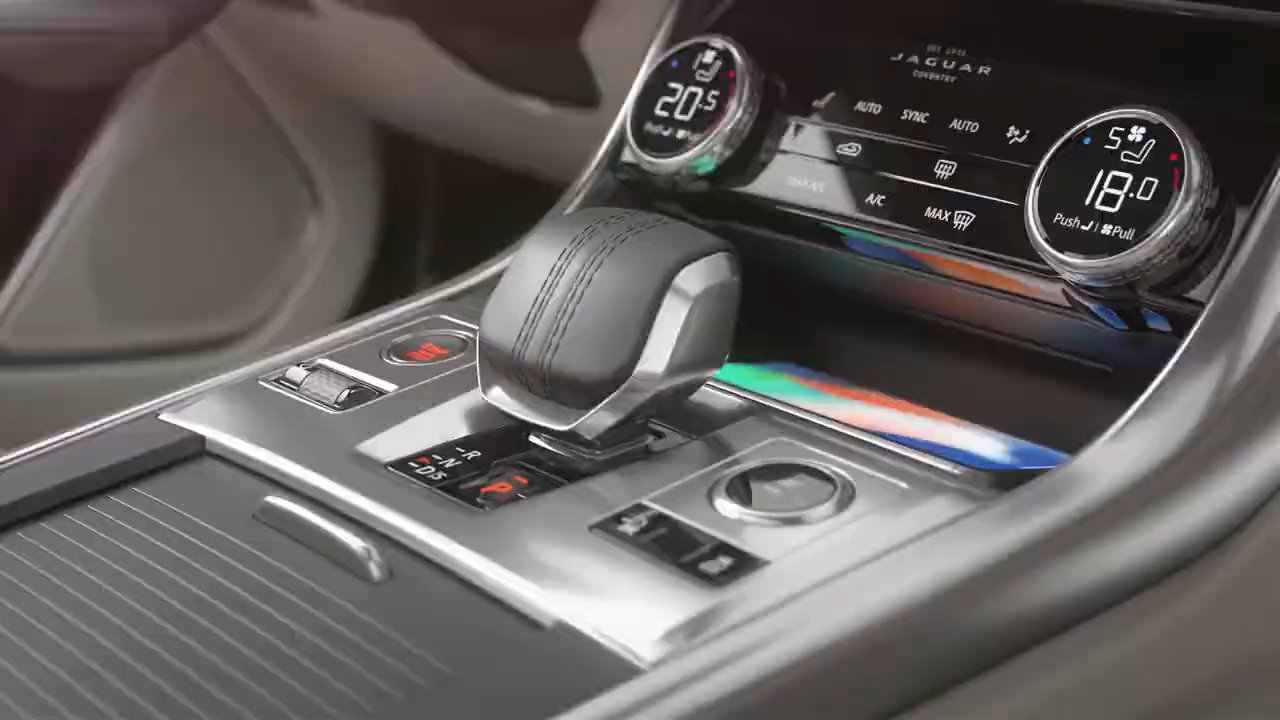 EST. 1935
JAGUAR
COVENTRY
20.5
AUTO
SYNC
AUTO
5
18.0
Push Pull
A/C
MAX
R
N
D/S
P